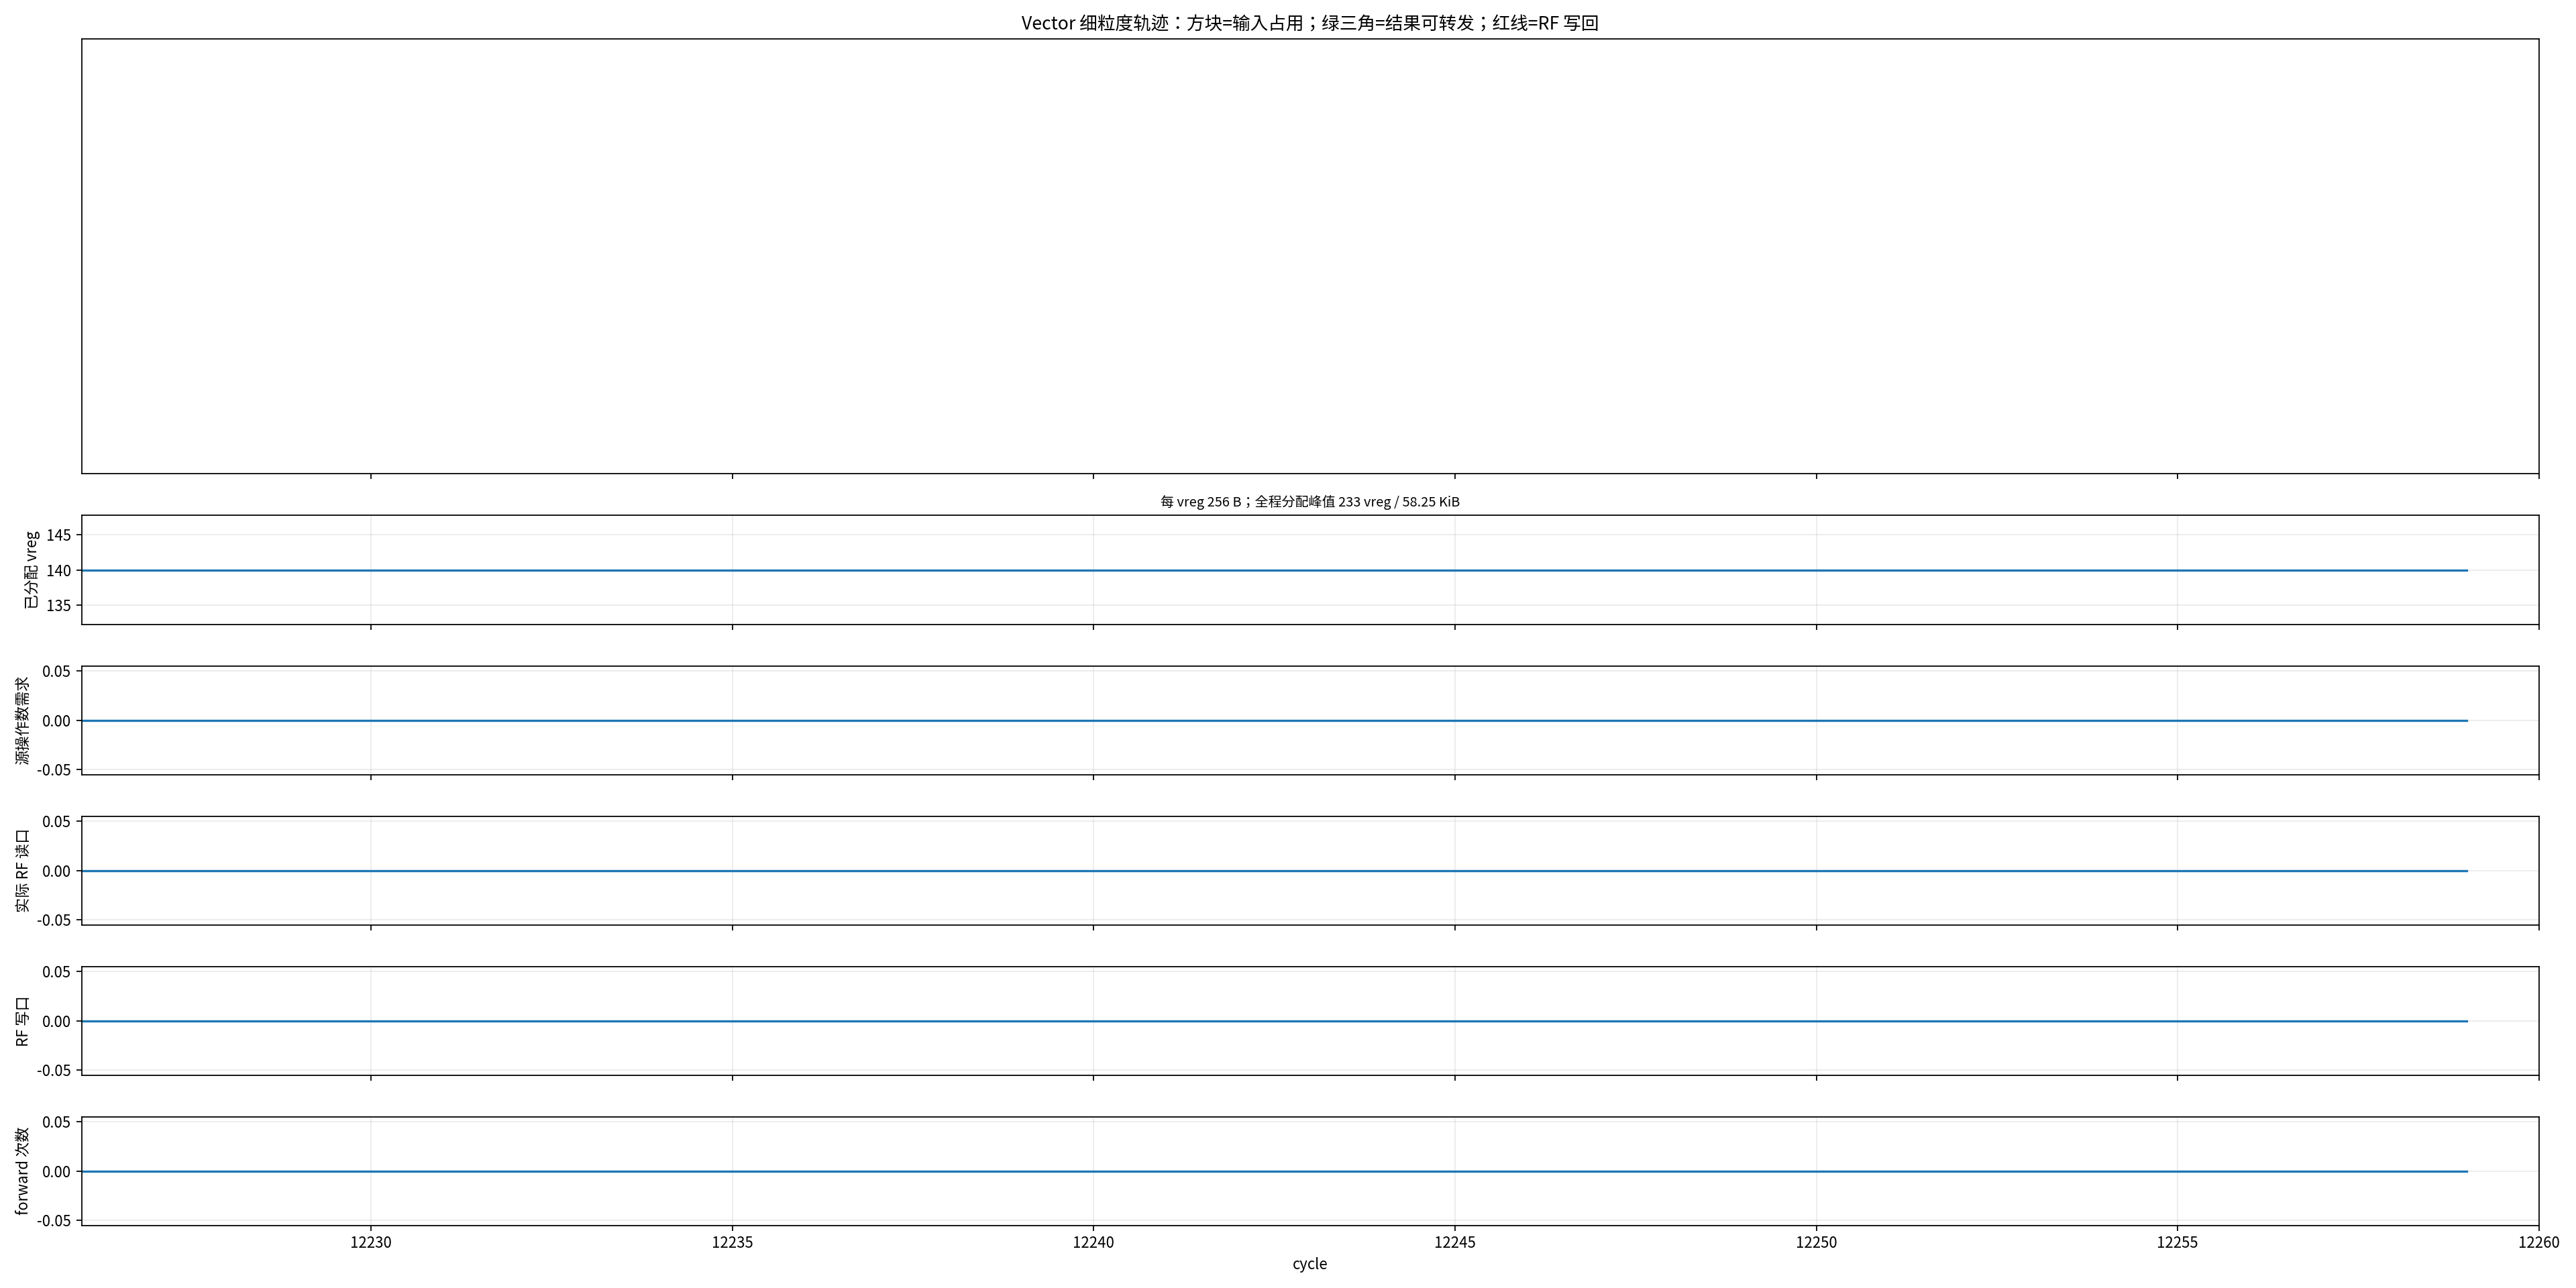 Vector 细粒度轨迹：方块=输入占用；绿三角=结果可转发；红线=RF 写回
每 vreg 256 B；全程分配峰值 233 vreg / 58.25 KiB
已分配 vreg
145
140
135
源操作数需求
0.05
0.00
-0.05
实际 RF 读口
0.05
0.00
-0.05
RF 写口
0.05
0.00
-0.05
forward 次数
0.05
0.00
-0.05
12230 12235 12240 12245 12250 12255 12260
cycle